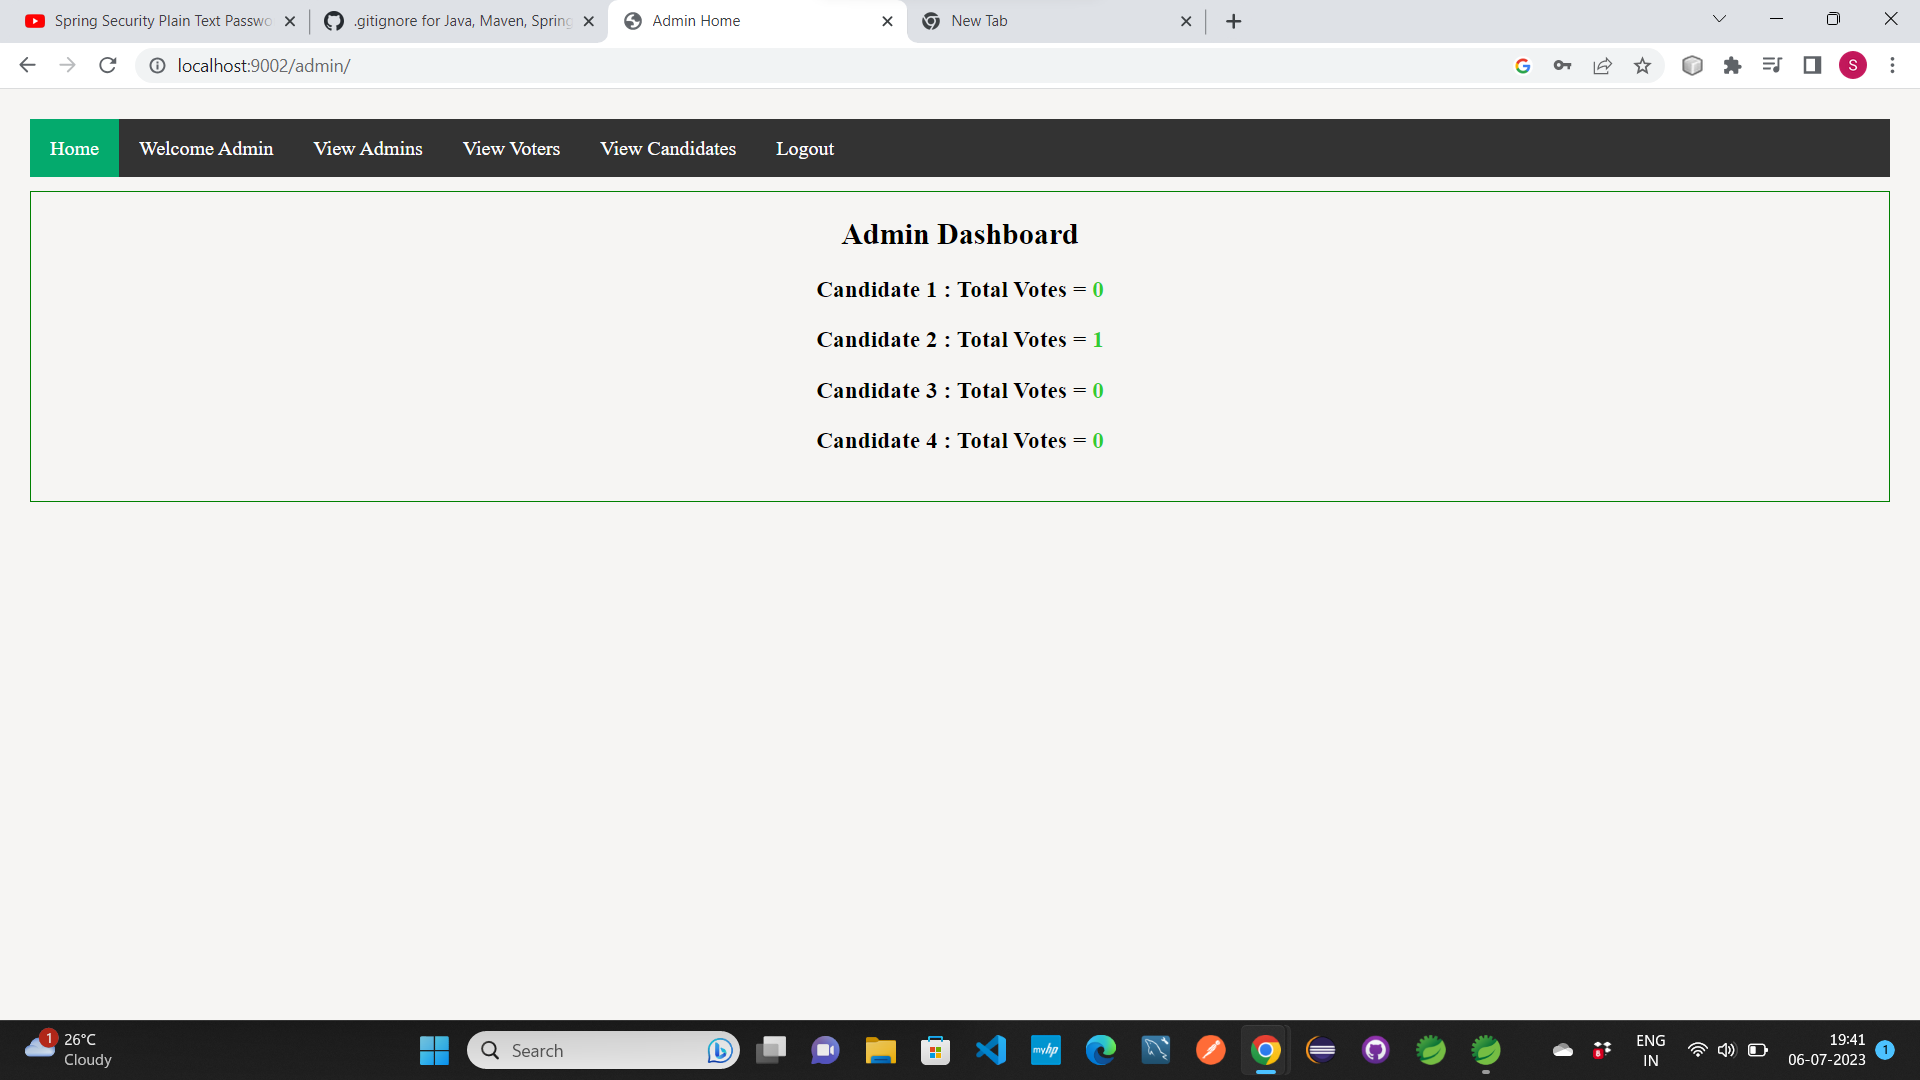 Spring Security Plain Text Passwo
.gitignore for Java, Maven, Spring
Admin Home
New Tab
localhost:9002/admin/
S
Home Welcome Admin View Admins View Voters View Candidates Logout
Admin Dashboard
Candidate 1 : Total Votes = 0
Candidate 2 : Total Votes = 1
Candidate 3 : Total Votes = 0
Candidate 4 : Total Votes = 0
1
26°C
Cloudy
Search
myhp
8
ENG
IN
19:41
06-07-2023
1